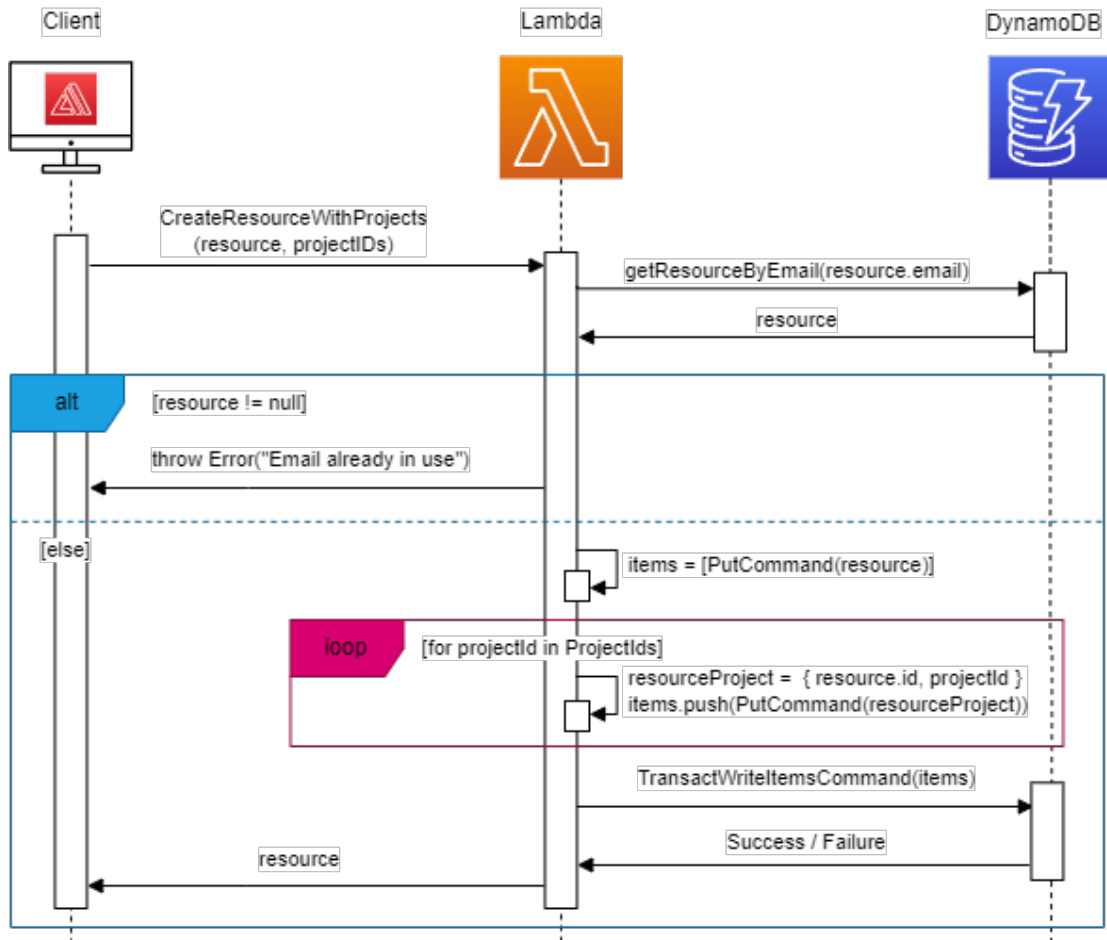 Client
Lambda
DynamoDB
CreateResourceWithProjects
(resource, projectIDs)
getResourceByEmail(resource.email)
resource
alt
[resource != null]
throw Error("Email already in use")
[else]
items = [PutCommand(resource)]
loop
[for projectId in ProjectIds]
resourceProject = { resource.id, projectId }
items.push(PutCommand(resourceProject))
TransactWriteItemsCommand(items)
Success / Failure
resource